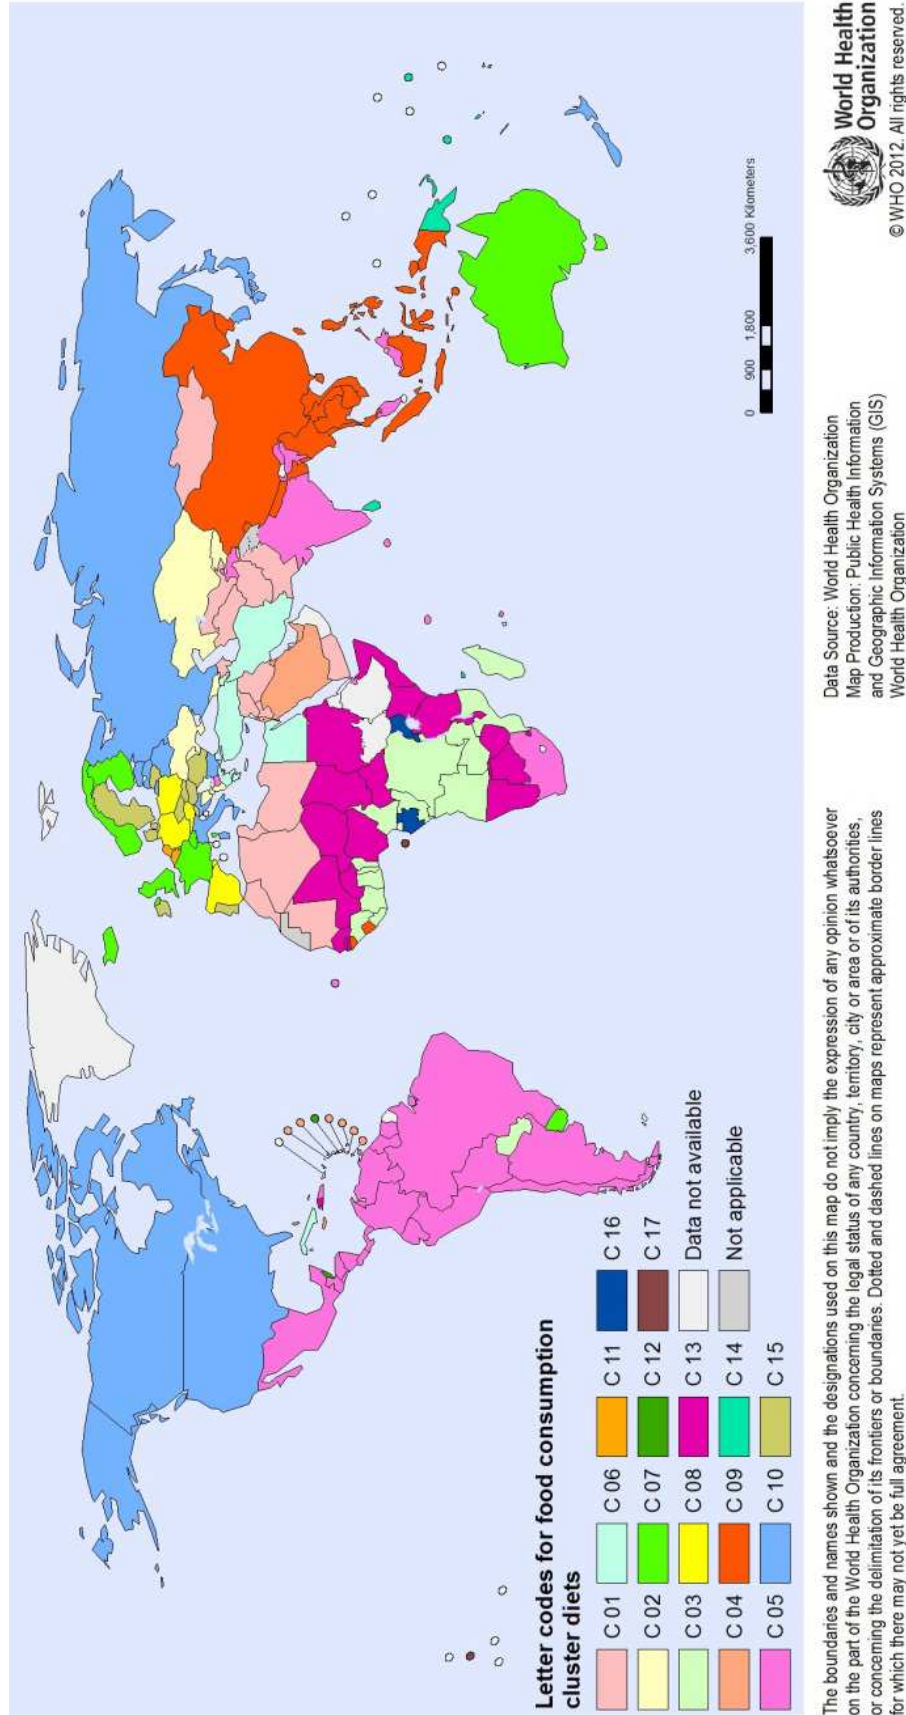 Letter codes for food consumption
cluster diets
C 01 C 06 C 11 C 16
C 02 C 07 C 12 C 17
C 03 C 08 C 13 Data not available
C 04 C 09 C 14 Not applicable
C 05 C 10 C 15
0 900 1,800 3,600 Kilometers
The boundaries and names shown and the designations used on this map do not imply the expression of any opinion whatsoever
on the part of the World Health Organization concerning the legal status of any country, territory, city or area or of its authorities,
or concerning the delimitation of its frontiers or boundaries. Dotted and dashed lines on maps represent approximate border lines
for which there may not yet be full agreement.
Data Source: World Health Organization
Map Production: Public Health Information
and Geographic Information Systems (GIS)
World Health Organization
World Health
Organization
© WHO 2012. All rights reserved.